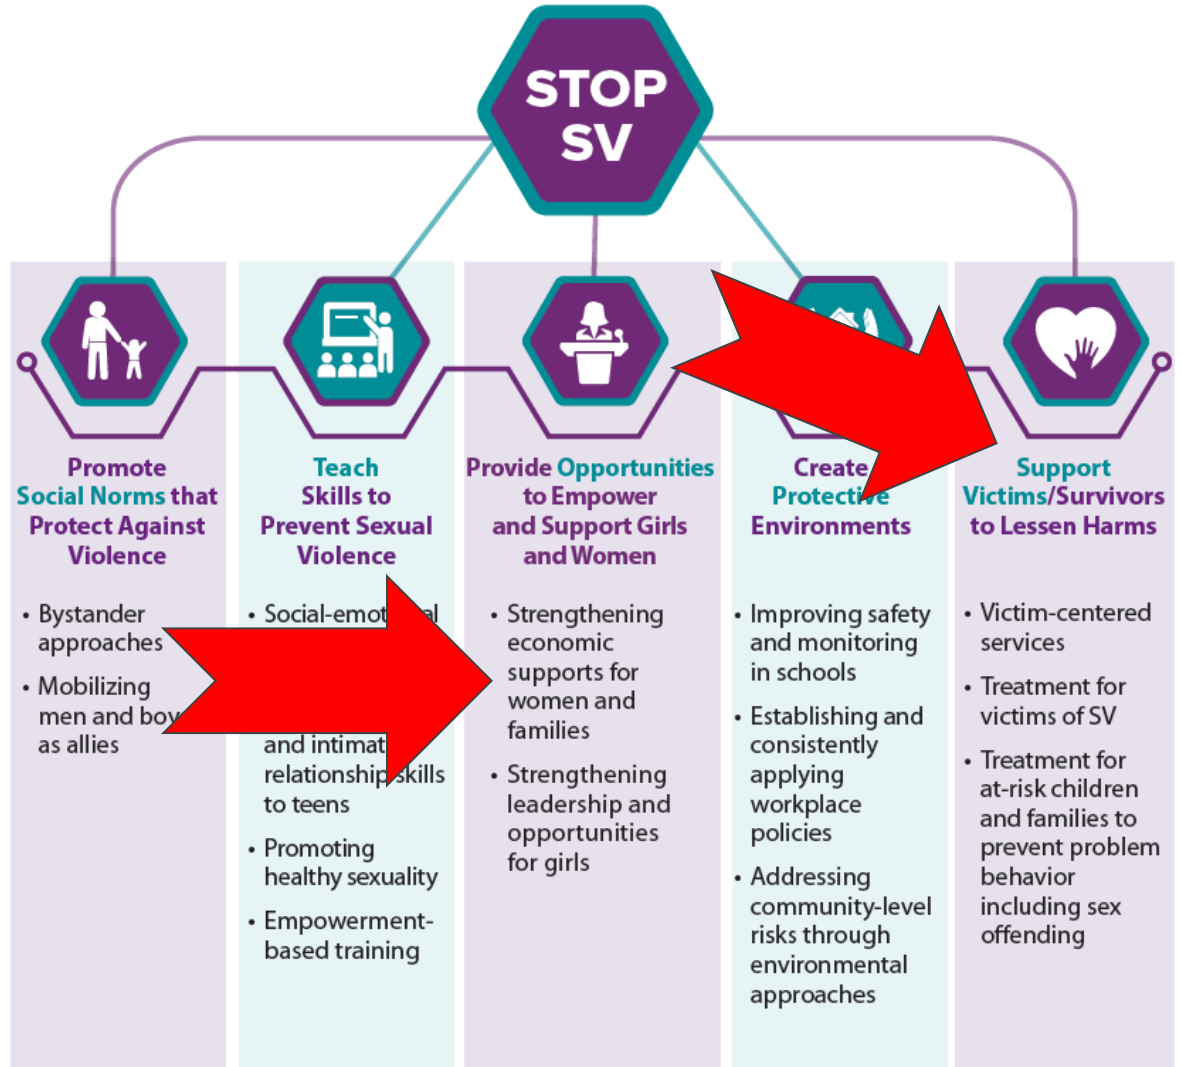 STOP
SV
Promote
Social Norms that
Protect Against
Violence
• Bystander
approaches
• Mobilizing
men and boy
as allies
Teach
Skills to
Prevent Sexual
Violence
• Social-emot al
and intimat
relationship skills
to teens
• Promoting
healthy sexuality
• Empowerment-
based training
Provide Opportunities
to Empower
and Support Girls
and Women
• Strengthening
economic
supports for
women and
families
• Strengthening
leadership and
opportunities
for girls
Create
Protective
Environments
• Improving safety
and monitoring
in schools
• Establishing and
consistently
applying
workplace
policies
• Addressing
community-level
risks through
environmental
approaches
Support
Victims/Survivors
to Lessen Harms
• Victim-centered
services
• Treatment for
victims of SV
• Treatment for
at-risk children
and families to
prevent problem
behavior
including sex
offending